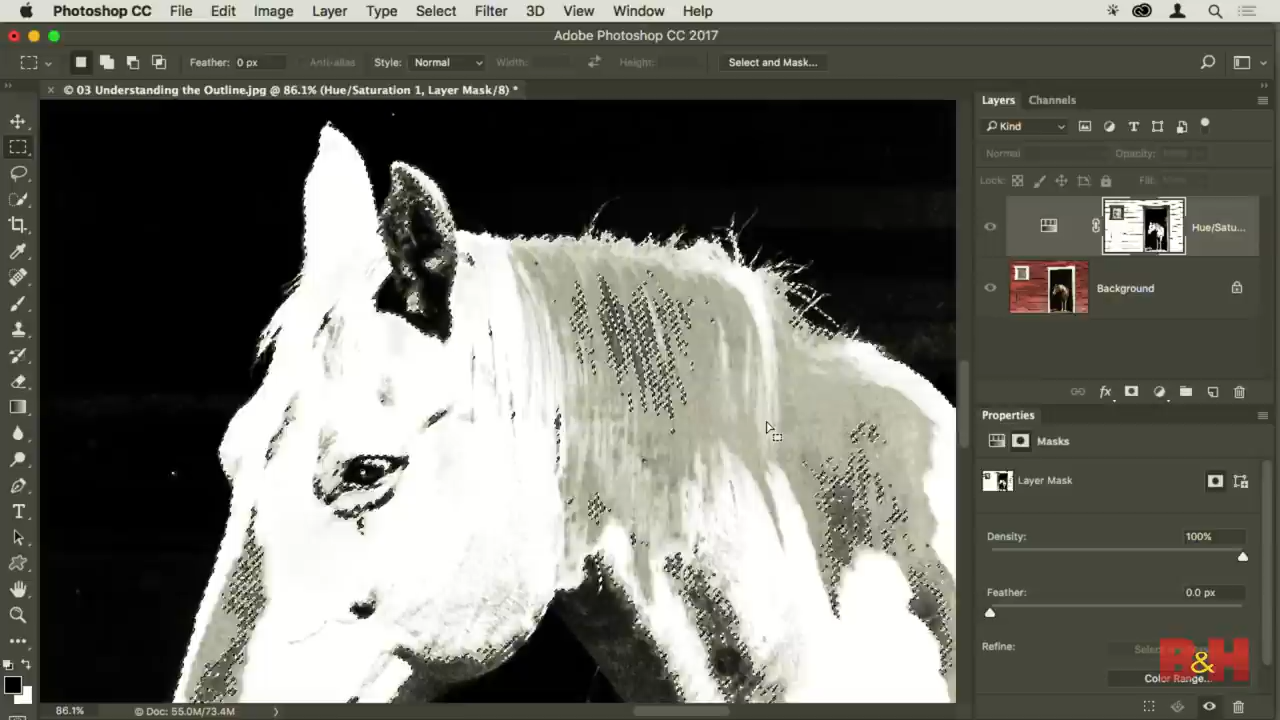 Photoshop CC File Edit Image Layer Type Select Filter 3D View Window Help
Adobe Photoshop CC 2017
Feather: 0 px Anti-alias Style: Normal Width: Height: Select and Mask...
© 03 Understanding the Outline.jpg @ 86.1% (Hue/Saturation 1, Layer Mask/8) *
Layers Channels
Kind
Normal Opacity:
Lock: Fill:
Hue/Satu...
Background
Properties
Masks
Layer Mask
Density: 100%
Feather: 0.0 px
Refine:
Color Range...
B&H
86.1% © Doc: 55.0M/73.4M